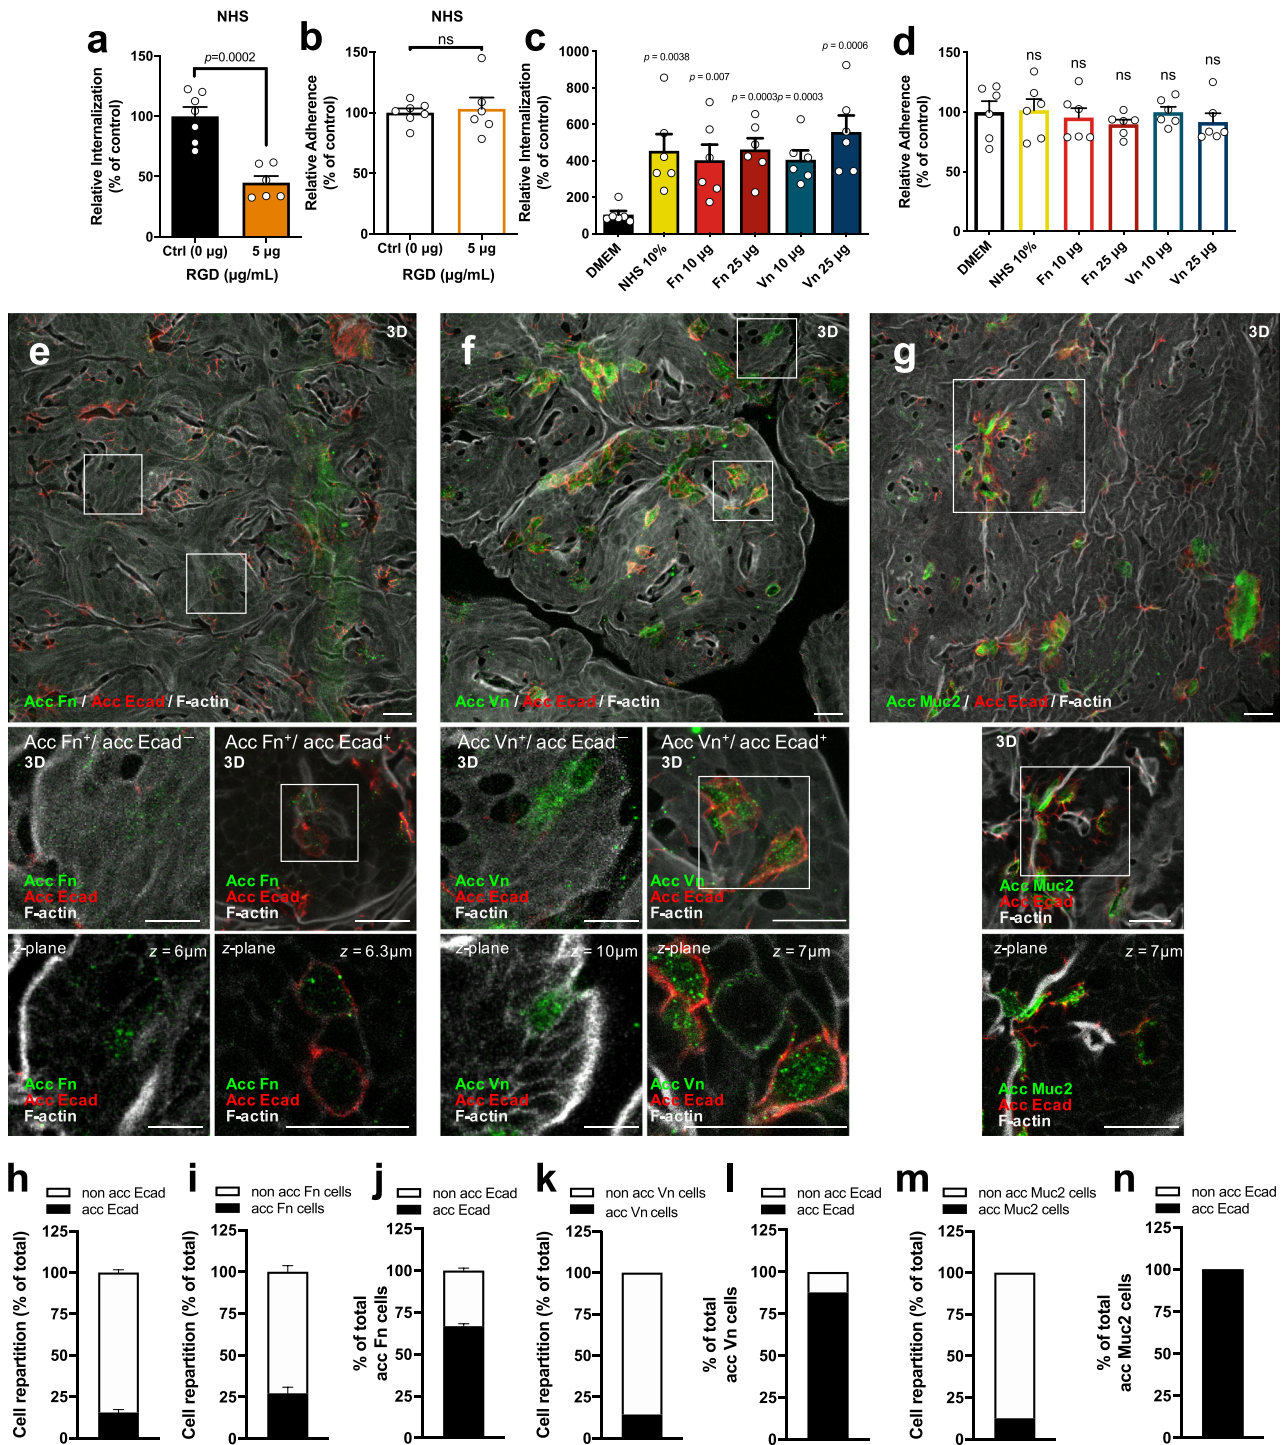 a
NHS
p=0.0002
Relative Internalization
(% of control)
150
100
50
0
Ctrl (0 µg)
5 µg
RGD (µg/mL)
b
NHS
ns
Relative Adherence
(% of control)
150
100
50
0
Ctrl (0 µg)
5 µg
RGD (µg/mL)
c
Relative Internalization
(% of control)
1000
800
600
400
200
0
p = 0.0038
p = 0.007
p = 0.0003
p = 0.0003
p = 0.0006
DMEM
NHS 10%
Fn 10 µg
Fn 25 µg
Vn 10 µg
Vn 25 µg
d
Relative Adherence
(% of control)
150
100
50
0
ns
ns
ns
ns
ns
DMEM
NHS 10%
Fn 10 µg
Fn 25 µg
Vn 10 µg
Vn 25 µg
e
3D
Acc Fn / Acc Ecad / F-actin
f
3D
Acc Vn / Acc Ecad / F-actin
g
3D
Acc Muc2 / Acc Ecad / F-actin
Acc Fn+/ acc Ecad−
Acc Fn
Acc Ecad
F-actin
Acc Fn+/ acc Ecad+
3D
Acc Fn
Acc Ecad
F-actin
Acc Vn+/ acc Ecad−
3D
Acc Vn
Acc Ecad
F-actin
Acc Vn+/ acc Ecad+
3D
Acc Vn
Acc Ecad
F-actin
3D
Acc Muc2
Acc Ecad
F-actin
z-plane
z = 6µm
Acc Fn
Acc Ecad
F-actin
z-plane
z = 6.3µm
Acc Fn
Acc Ecad
F-actin
z-plane
z = 10µm
Acc Vn
Acc Ecad
F-actin
z-plane
z = 7µm
Acc Vn
Acc Ecad
F-actin
z-plane
z = 7µm
Acc Muc2
Acc Ecad
F-actin
h
non acc Ecad
acc Ecad
Cell repartition (% of total)
125
100
75
50
25
0
i
non acc Fn cells
acc Fn cells
Cell repartition (% of total)
125
100
75
50
25
0
j
non acc Ecad
acc Ecad
% of total
acc Fn cells
125
100
75
50
25
0
k
non acc Vn cells
acc Vn cells
Cell repartition (% of total)
125
100
75
50
25
0
l
non acc Ecad
acc Ecad
% of total
acc Vn cells
125
100
75
50
25
0
m
non acc Muc2 cells
acc Muc2 cells
Cell repartition (% of total)
125
100
75
50
25
0
n
non acc Ecad
acc Ecad
% of total
acc Muc2 cells
125
100
75
50
25
0